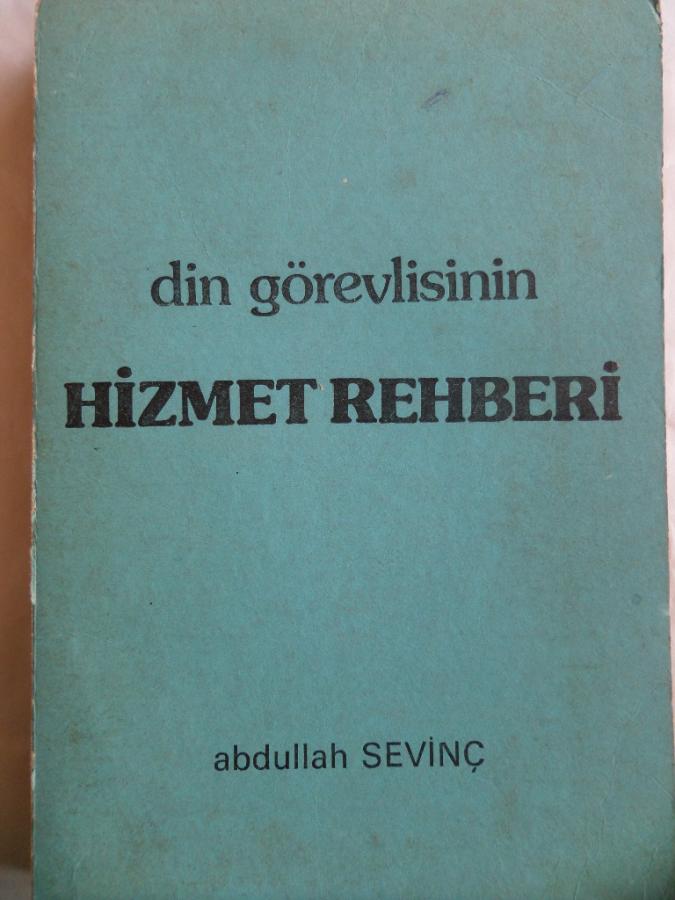 din görevlisinin
HİZMET REHBERİ
abdullah SEVİNÇ